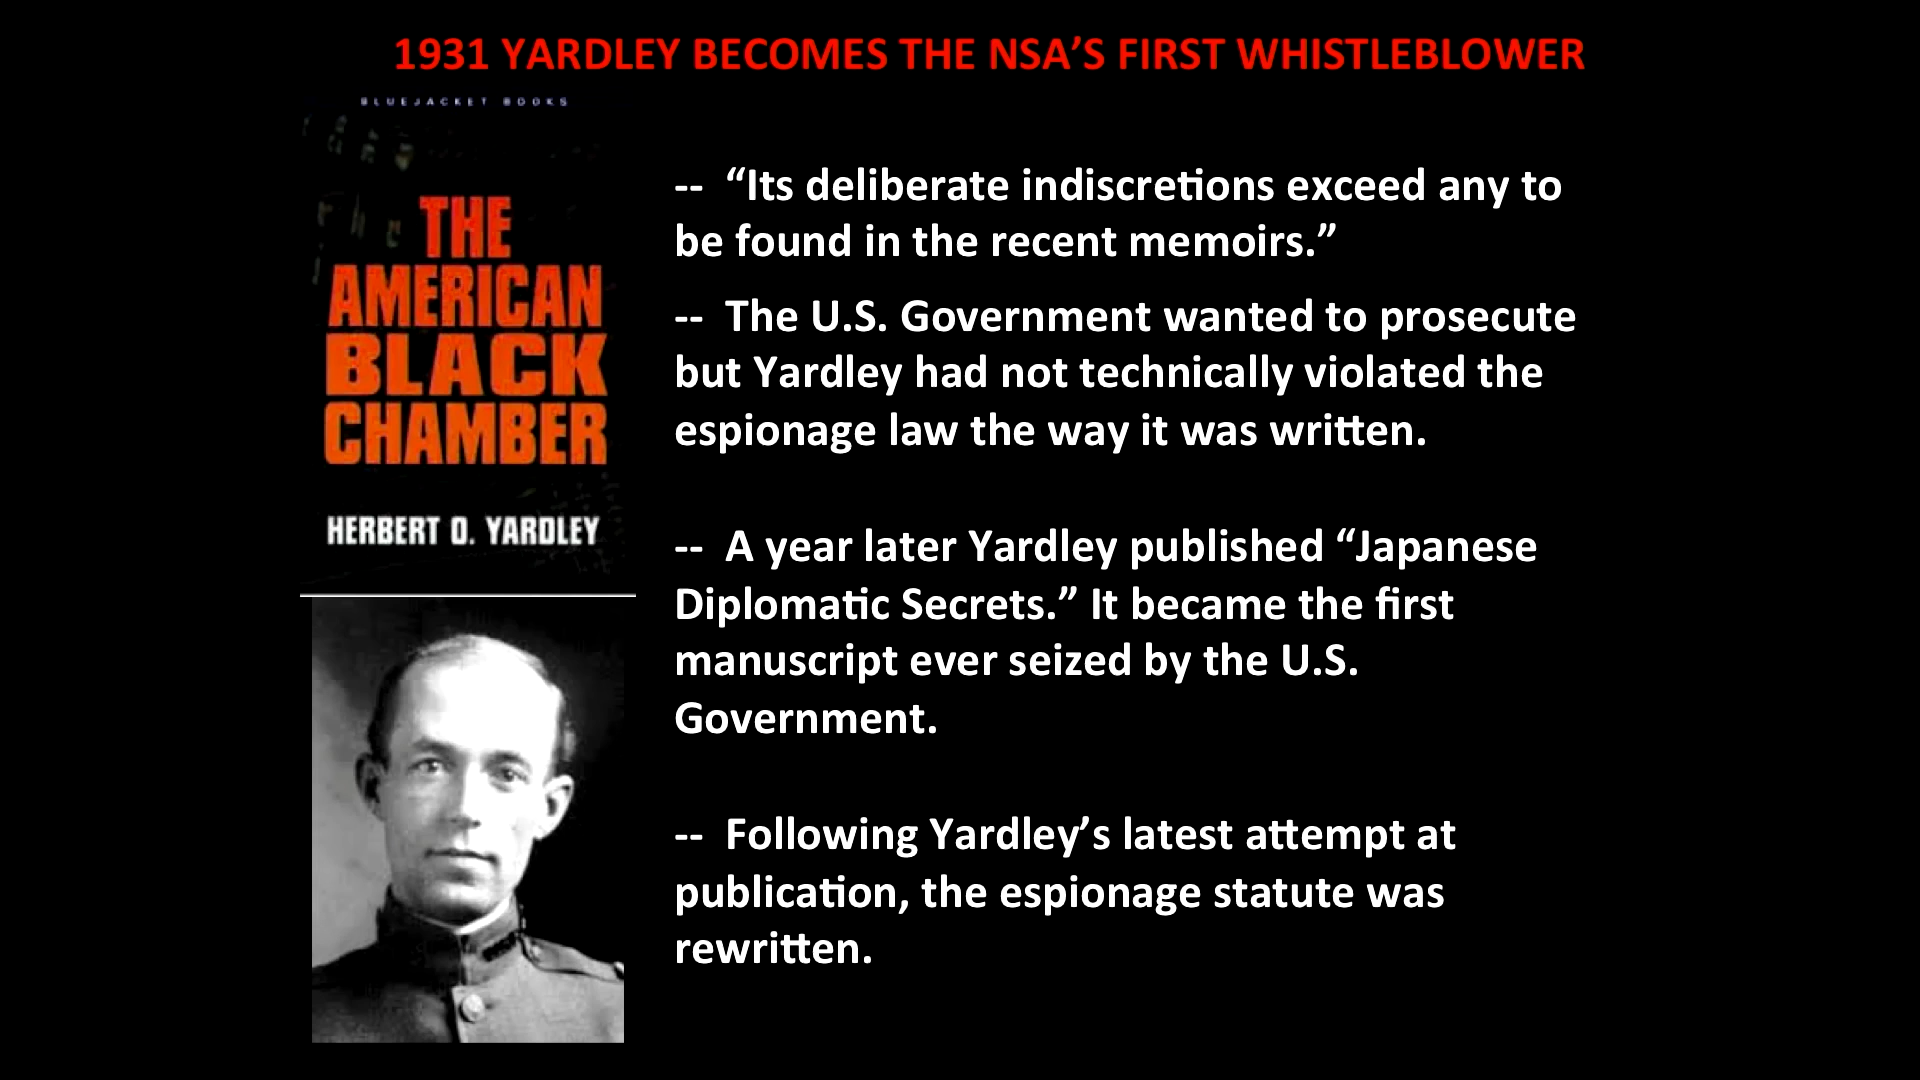 1931 YARDLEY BECOMES THE NSA’S FIRST WHISTLEBLOWER
BLUEJACKET BOOKS
THE
AMERICAN
BLACK
CHAMBER
HERBERT O. YARDLEY
-- “Its deliberate indiscretions exceed any to
be found in the recent memoirs.”
-- The U.S. Government wanted to prosecute
but Yardley had not technically violated the
espionage law the way it was written.
-- A year later Yardley published “Japanese
Diplomatic Secrets.” It became the first
manuscript ever seized by the U.S.
Government.
-- Following Yardley’s latest attempt at
publication, the espionage statute was
rewritten.